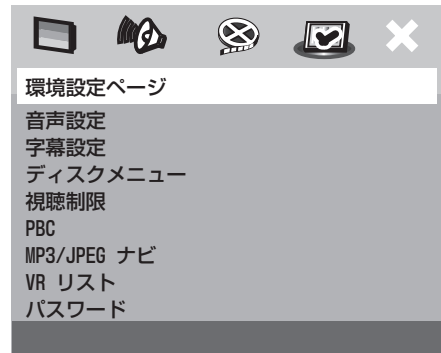 環境設定ページ
音声設定
字幕設定
ディスクメニュー
視聴制限
PBC
MP3/JPEG ナビ
VR リスト
パスワード